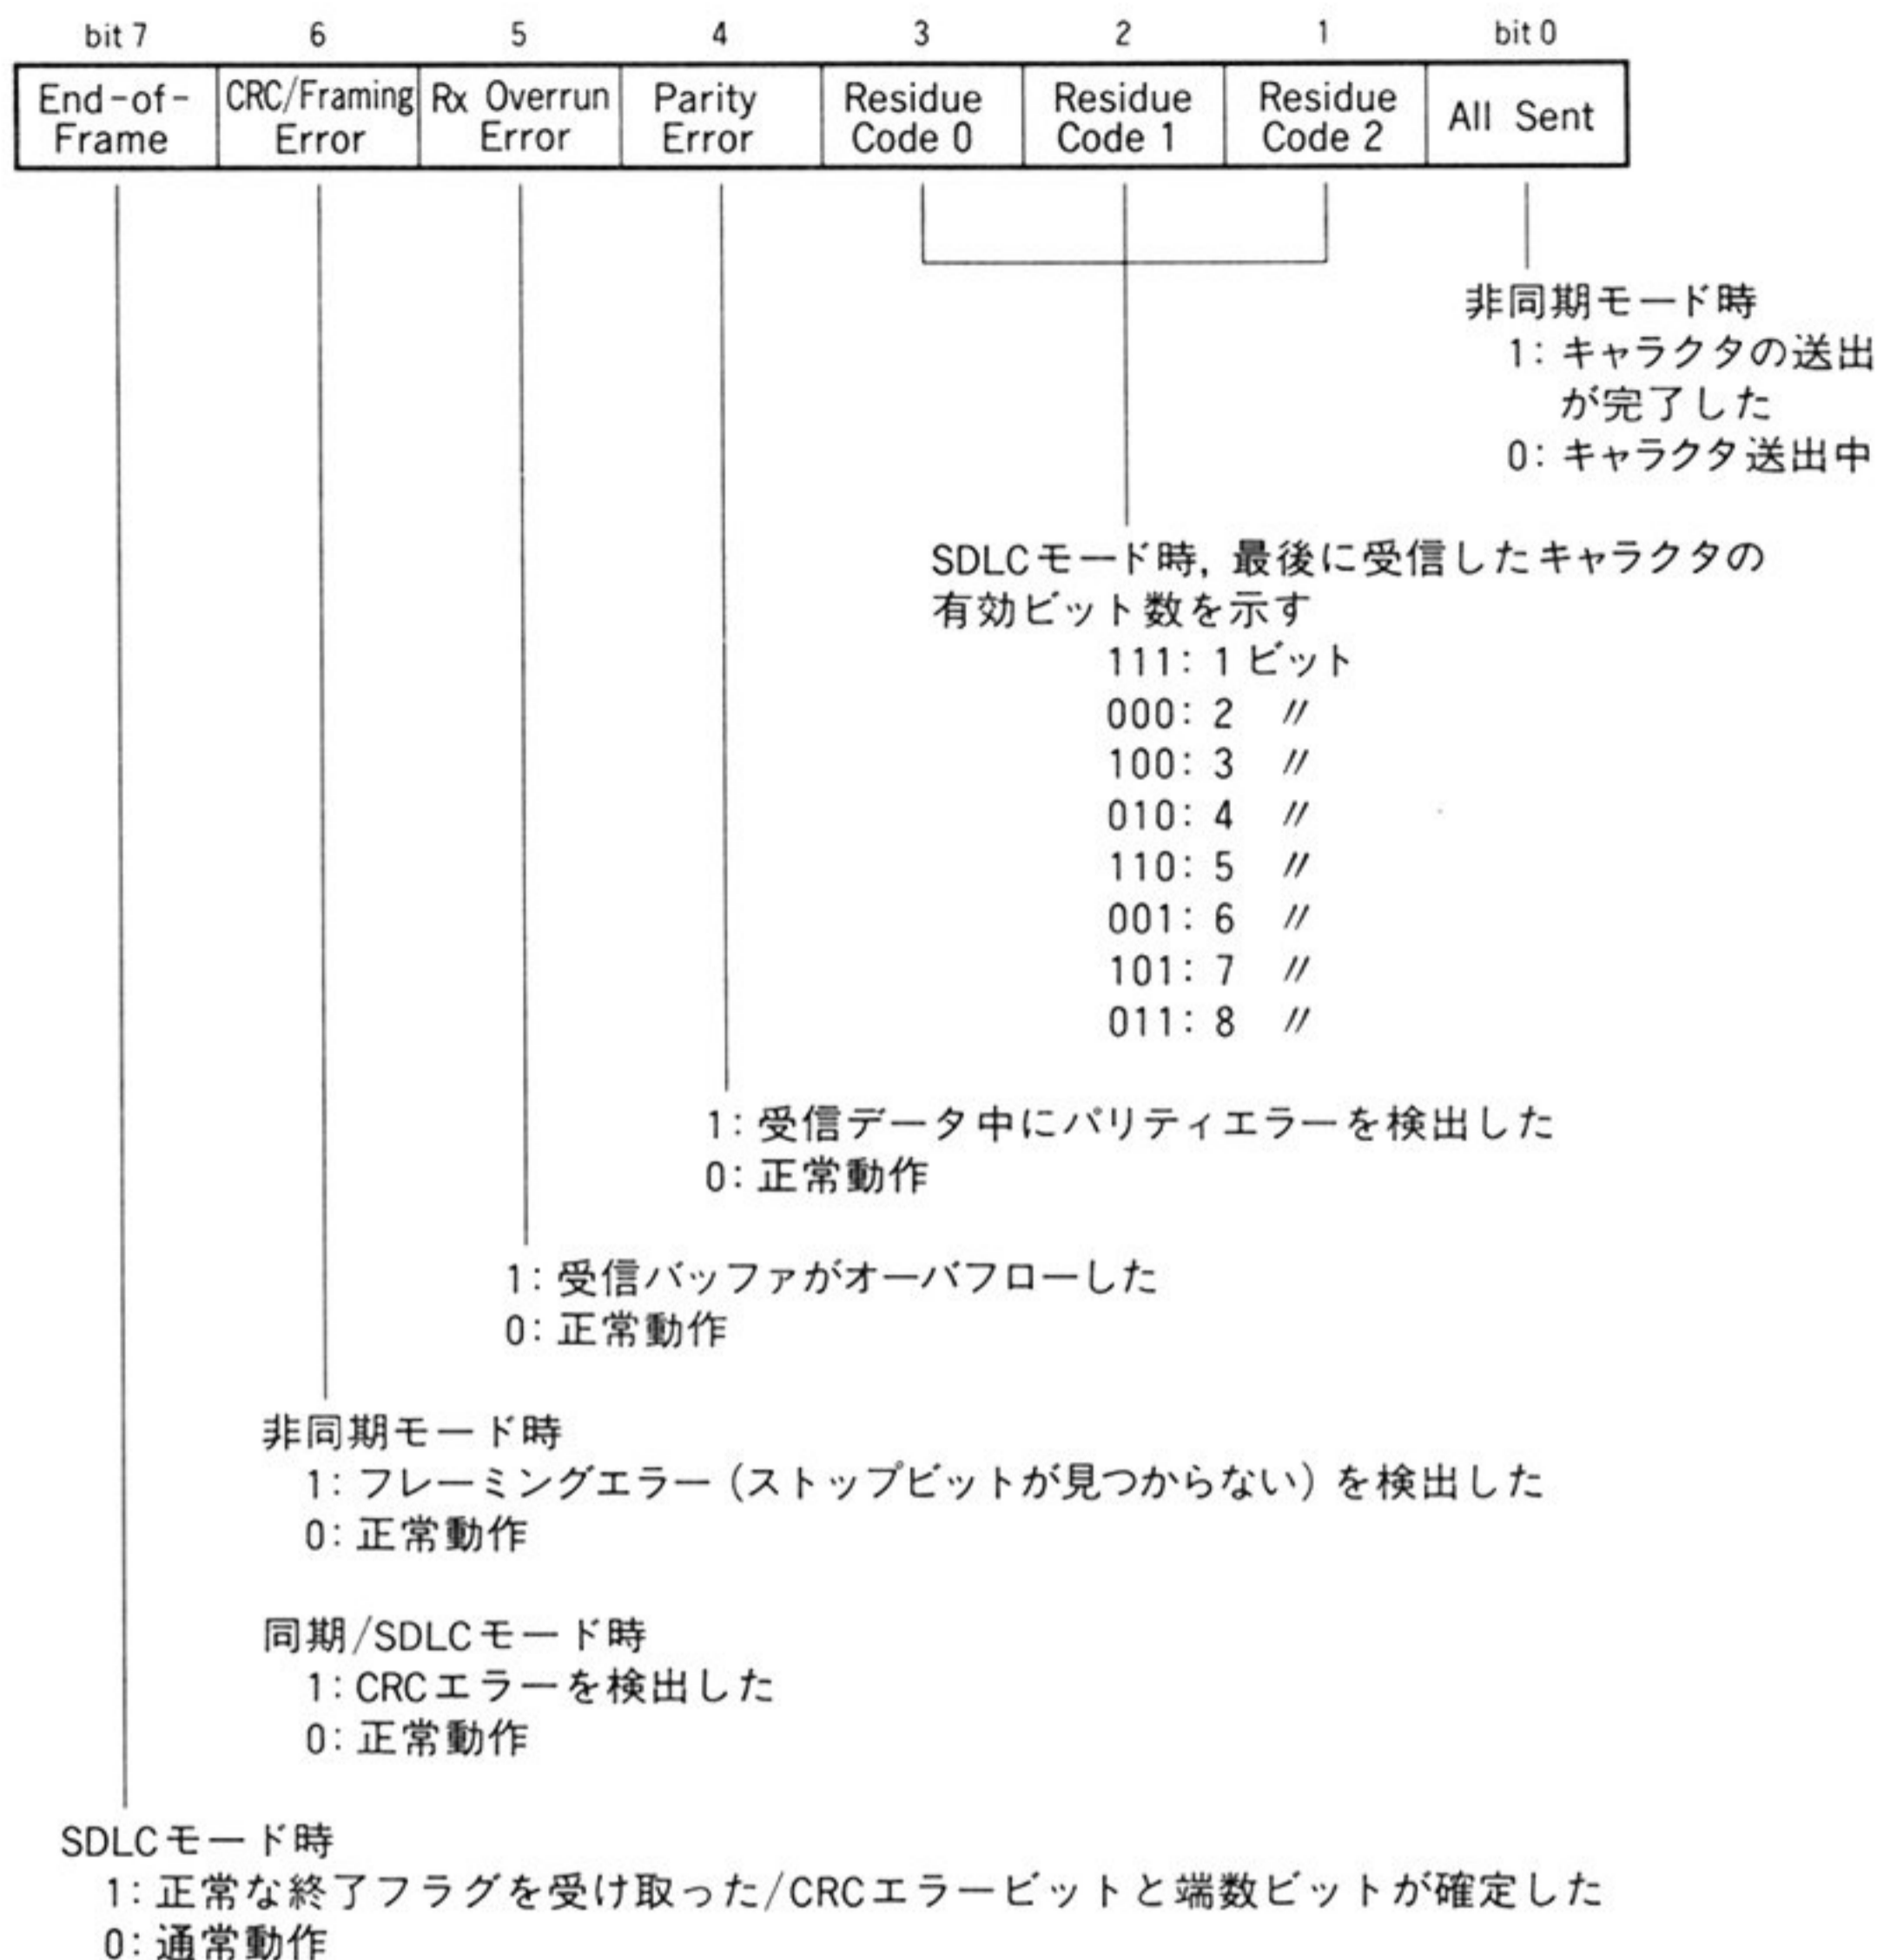 bit 7 6 5 4 3 2 1 bit 0
End-of-Frame
CRC/Framing Error
Rx Overrun Error
Parity Error
Residue Code 0
Residue Code 1
Residue Code 2
All Sent
非同期モード時
1: キャラクタの送出
が完了した
0: キャラクタ送出中
SDLCモード時, 最後に受信したキャラクタの
有効ビット数を示す
111: 1 ビット
000: 2 〃
100: 3 〃
010: 4 〃
110: 5 〃
001: 6 〃
101: 7 〃
011: 8 〃
1: 受信データ中にパリティエラーを検出した
0: 正常動作
1: 受信バッファがオーバフローした
0: 正常動作
非同期モード時
1: フレーミングエラー (ストップビットが見つからない) を検出した
0: 正常動作
同期/SDLCモード時
1: CRCエラーを検出した
0: 正常動作
SDLCモード時
1: 正常な終了フラグを受け取った/CRCエラービットと端数ビットが確定した
0: 通常動作